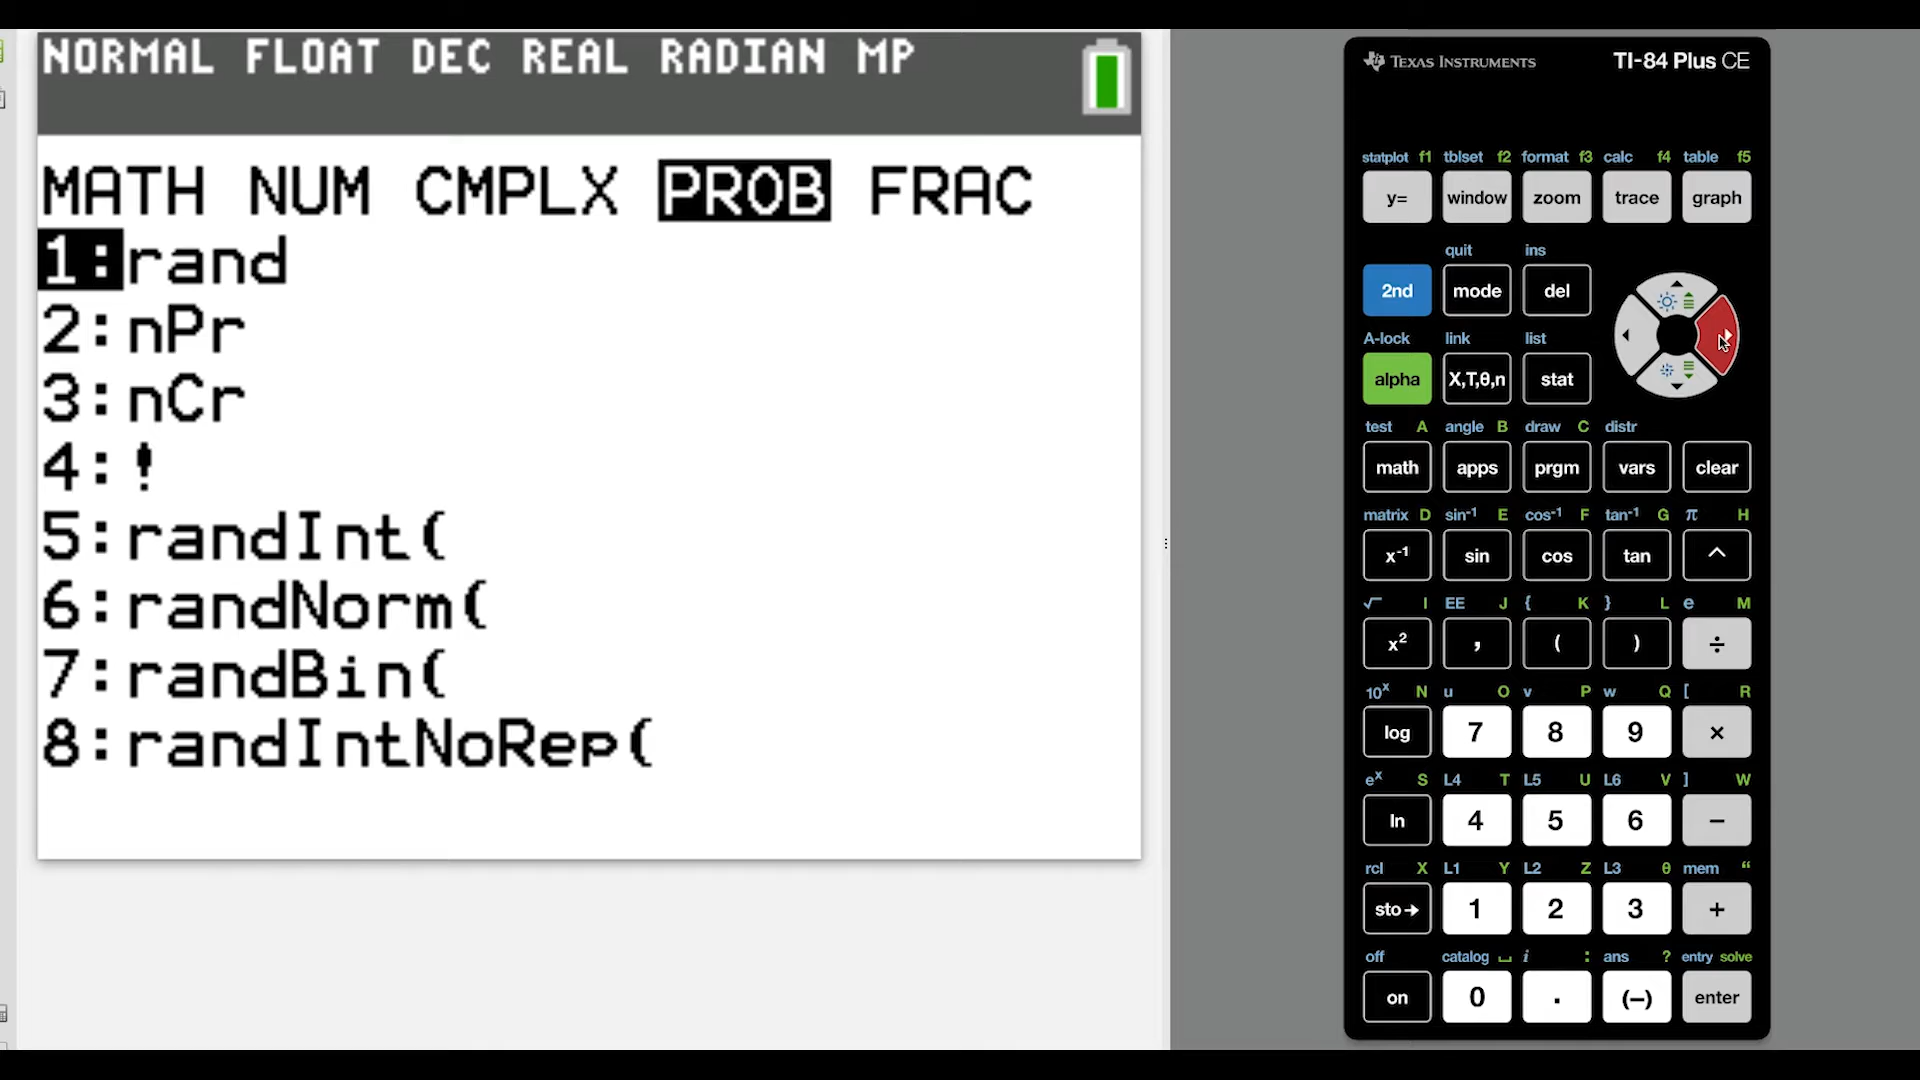 NORMAL FLOAT DEC REAL RADIAN MP
MATH NUM CMPLX PROB FRAC
1:rand
2:nPr
3:nCr
4:!
5:randInt(
6:randNorm(
7:randBin(
8:randIntNoRep(
TEXAS INSTRUMENTS TI-84 Plus CE
statplot f1 tblset f2 format f3 calc f4 table f5
y= window zoom trace graph
quit ins
2nd mode del
A-lock link list
alpha X,T,θ,n stat
test A angle B draw C distr
math apps prgm vars clear
matrix D sin⁻¹ E cos⁻¹ F tan⁻¹ G π H
x⁻¹ sin cos tan ^
√ I EE J { K } L e M
x² , ( ) ÷
10ˣ N u O v P w Q [ R
log 7 8 9 ×
eˣ S L4 T L5 U L6 V ] W
ln 4 5 6 −
rcl X L1 Y L2 Z L3 θ mem “
sto→ 1 2 3 +
off catalog ⎵ i : ans ? entry solve
on 0 . (−) enter